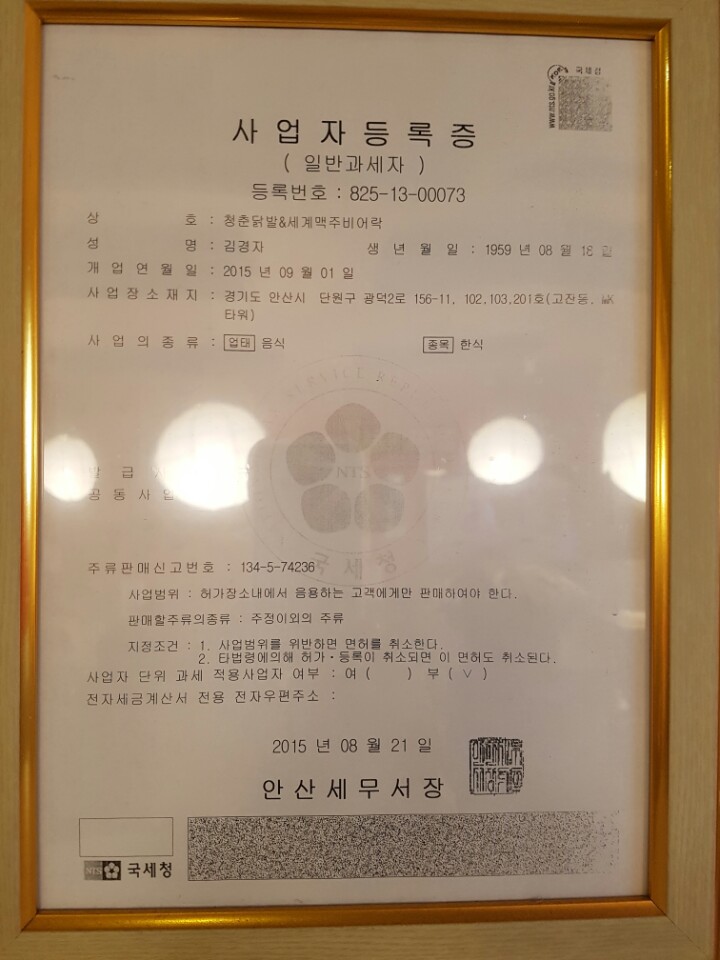 국세청
사업자등록증
( 일반과세자 )
등록번호 : 825-13-00073
상 호 : 청춘닭발&세계맥주비어락
성 명 : 김경자 생 년 월 일 : 1959 년 08 월 18 일
개 업 연 월 일 : 2015 년 09 월 01 일
사 업 장 소 재 지 : 경기도 안산시 단원구 광덕2로 156-11, 102,103,201호(고잔동,
타워)
사 업 의 종 류 : 업태 음식 종목 한식
NTS
발 급
공 동 사 업
국세청
주 류 판 매 신 고 번 호 : 134-5-74236
사업범위 : 허가장소내에서 음용하는 고객에게만 판매하여야 한다.
판매할주류의종류 : 주정이외의 주류
지정조건 : 1. 사업범위를 위반하면 면허를 취소한다.
2. 타법령에의해 허가·등록이 취소되면 이 면허도 취소된다.
사업자 단위 과세 적용사업자 여부 : 여 ( ) 부 ( ∨ )
전자세금계산서 전용 전자우편주소 :
2015 년 08 월 21 일
안산세무서장
NTS 국세청